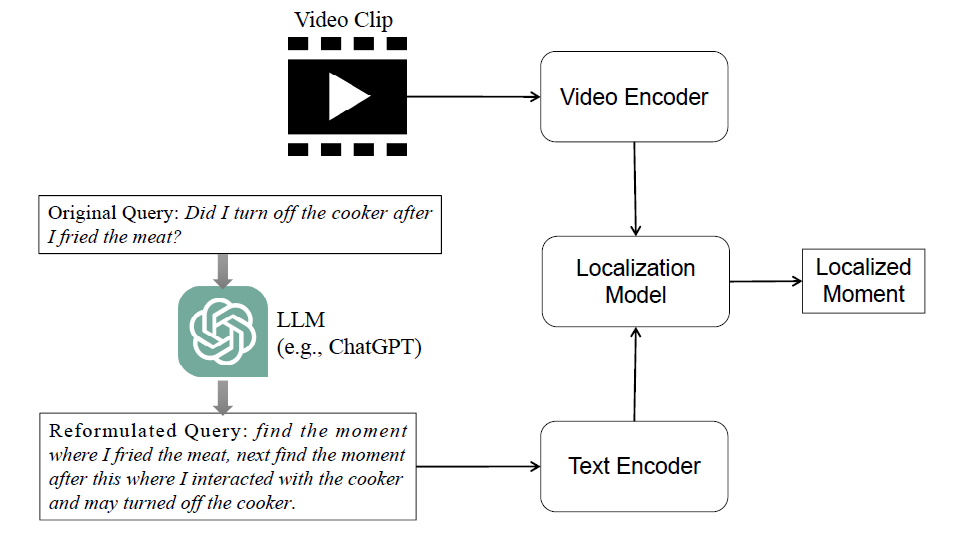 Video Clip
Video Encoder
Original Query: Did I turn off the cooker after
I fried the meat?
Localization
Model
Localized
Moment
LLM
(e.g., ChatGPT)
Reformulated Query: find the moment
where I fried the meat, next find the moment
after this where I interacted with the cooker
and may turned off the cooker.
Text Encoder